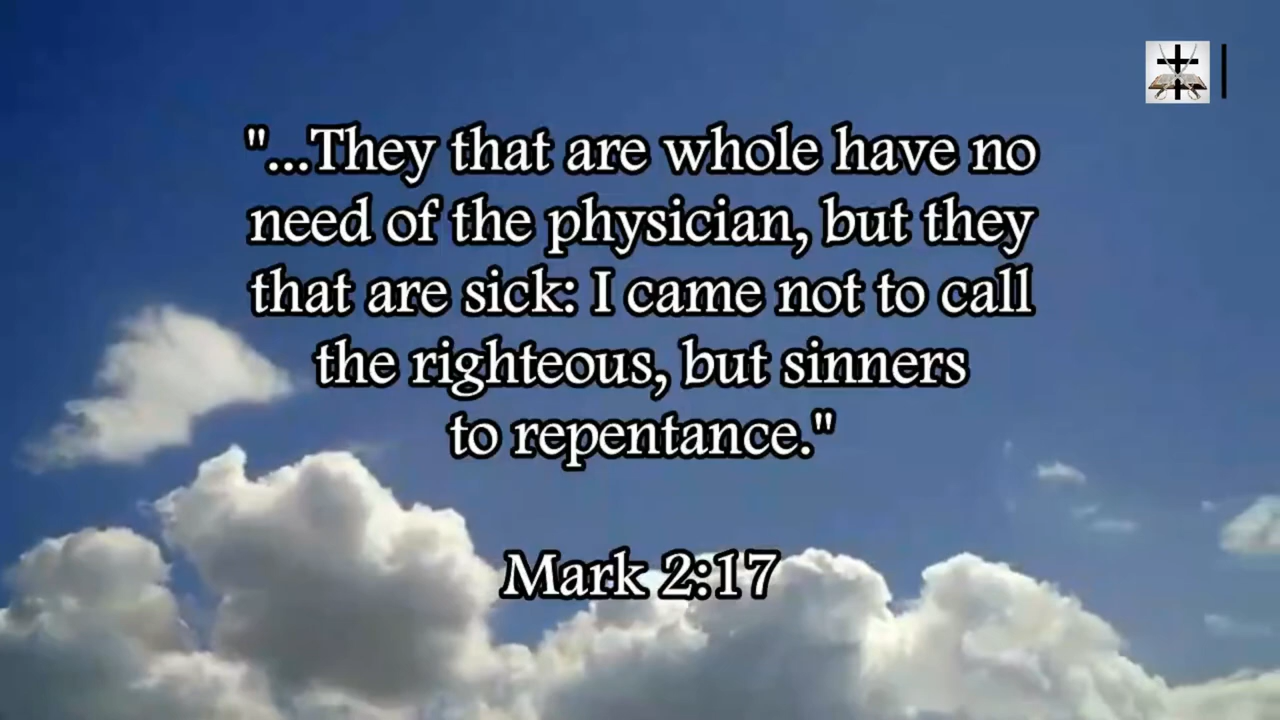 "...They that are whole have no
need of the physician, but they
that are sick: I came not to call
the righteous, but sinners
to repentance."
Mark 2:17